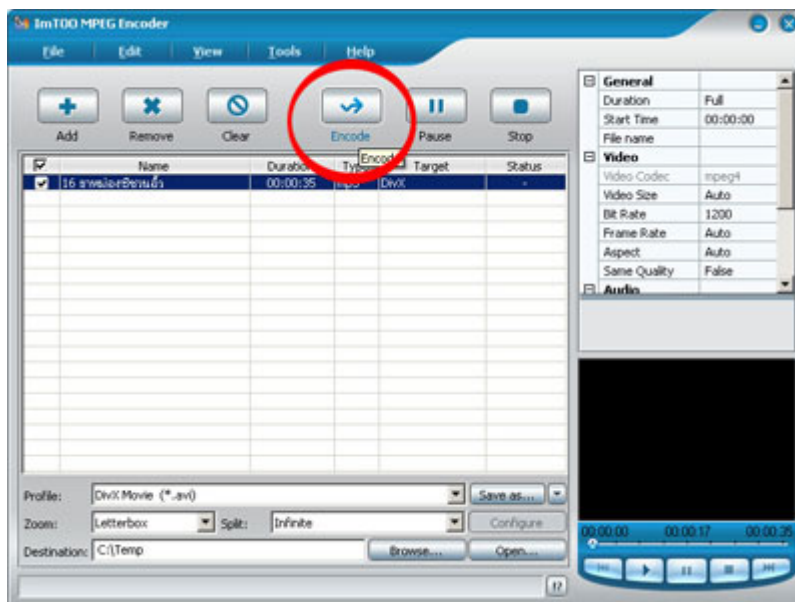 ImTOO MPEG Encoder
File Edit View Tools Help
Add Remove Clear Encode Pause Stop
Encode
Name Duration Type Target Status
16 00:00:35 mp3 DivX -
General
Duration Full
Start Time 00:00:00
File name
Video
Video Codec mpeg4
Video Size Auto
Bit Rate 1200
Frame Rate Auto
Aspect Auto
Same Quality False
Audio
Profile: DivX Movie (*.avi) Save as...
Zoom: Letterbox Split: Infinite Configure
Destination: C:\Temp Browse... Open...
00:00:00 00:00:17 00:00:35